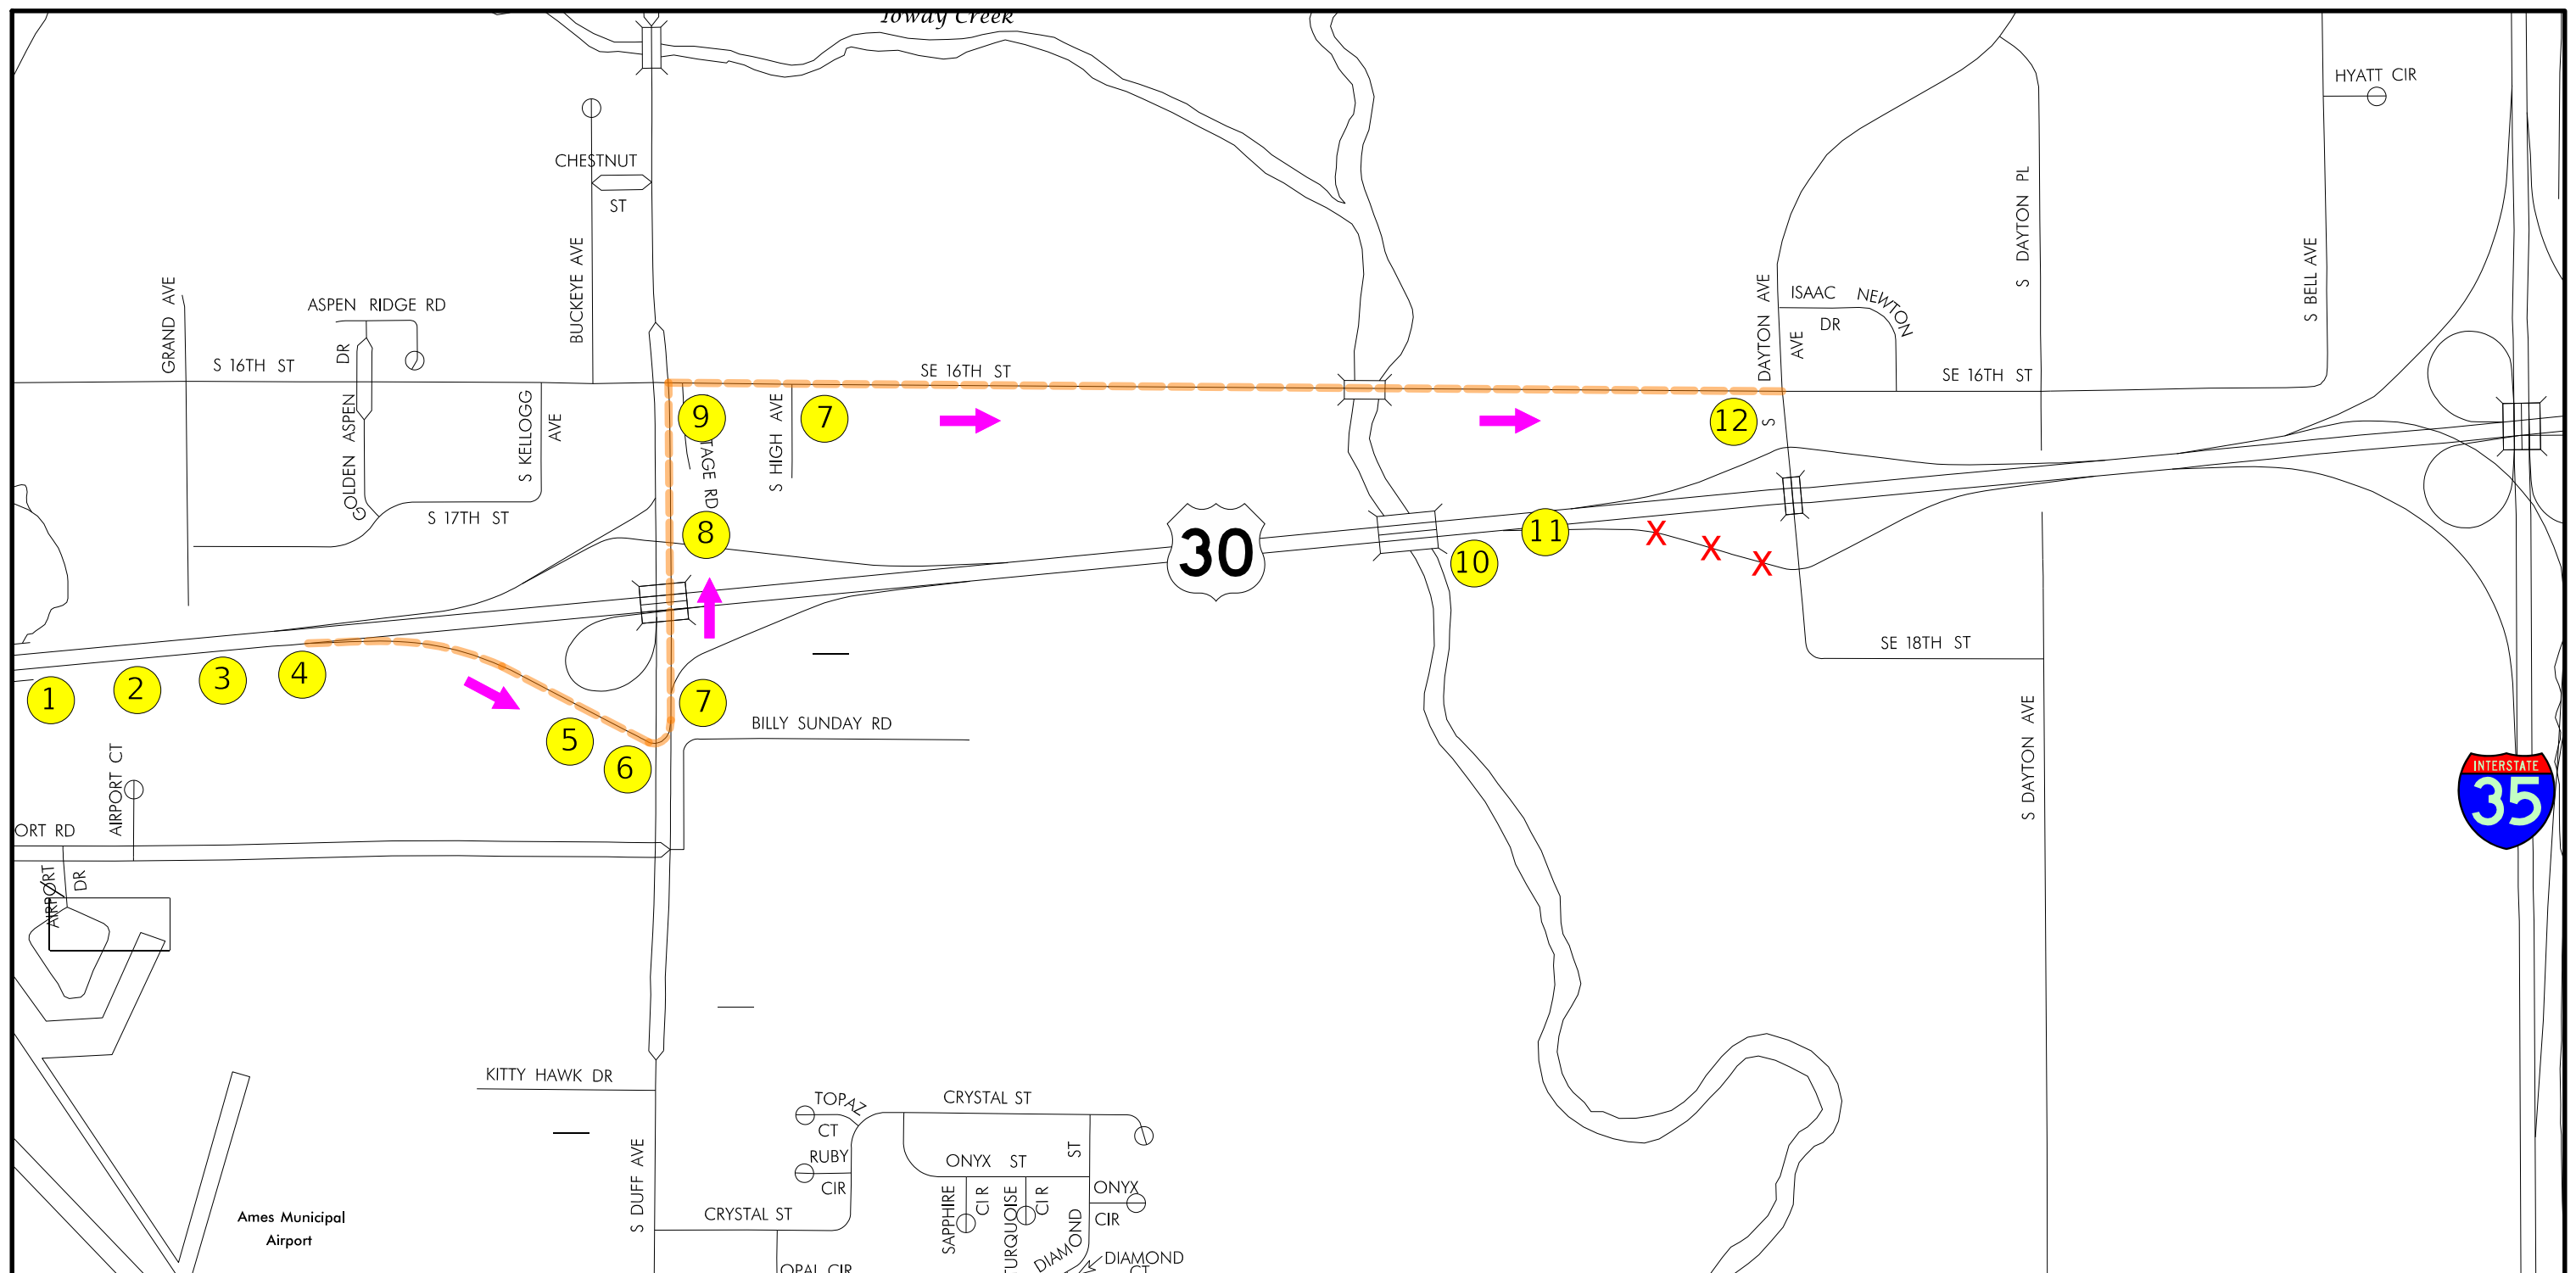 Ioway Creek
HYATT CIR
CHESTNUT
ST
BUCKEYE AVE
S DAYTON PL
S BELL AVE
GRAND AVE
ASPEN RIDGE RD
DR
S 16TH ST
SE 16TH ST
S DAYTON AVE
ISAAC NEWTON
DR
AVE
SE 16TH ST
GOLDEN ASPEN
S KELLOGG
AVE
9
TAGE RD
S HIGH AVE
7
12
S
S 17TH ST
8
30
10
11
X
X
X
SE 18TH ST
1
2
3
4
5
6
7
BILLY SUNDAY RD
AIRPORT CT
S DAYTON AVE
INTERSTATE
35
ORT RD
AIRPORT
DR
KITTY HAWK DR
S DUFF AVE
TOPAZ
CT
CRYSTAL ST
RUBY
CIR
ONYX ST
ST
SAPPHIRE
CIR
TURQUOISE
CIR
ONYX
CIR
CRYSTAL ST
DIAMOND
DIAMOND
CT
OPAL CIR
Ames Municipal
Airport